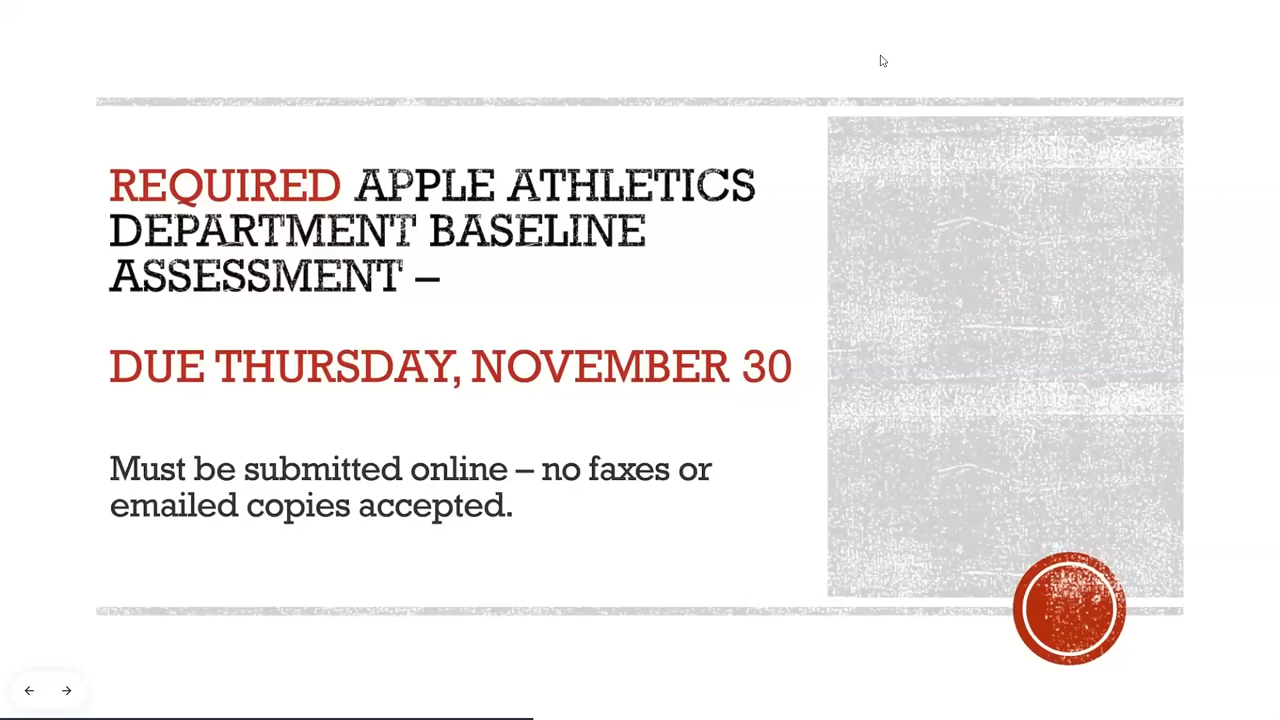 REQUIRED APPLE ATHLETICS
DEPARTMENT BASELINE
ASSESSMENT –
DUE THURSDAY, NOVEMBER 30
Must be submitted online – no faxes or
emailed copies accepted.